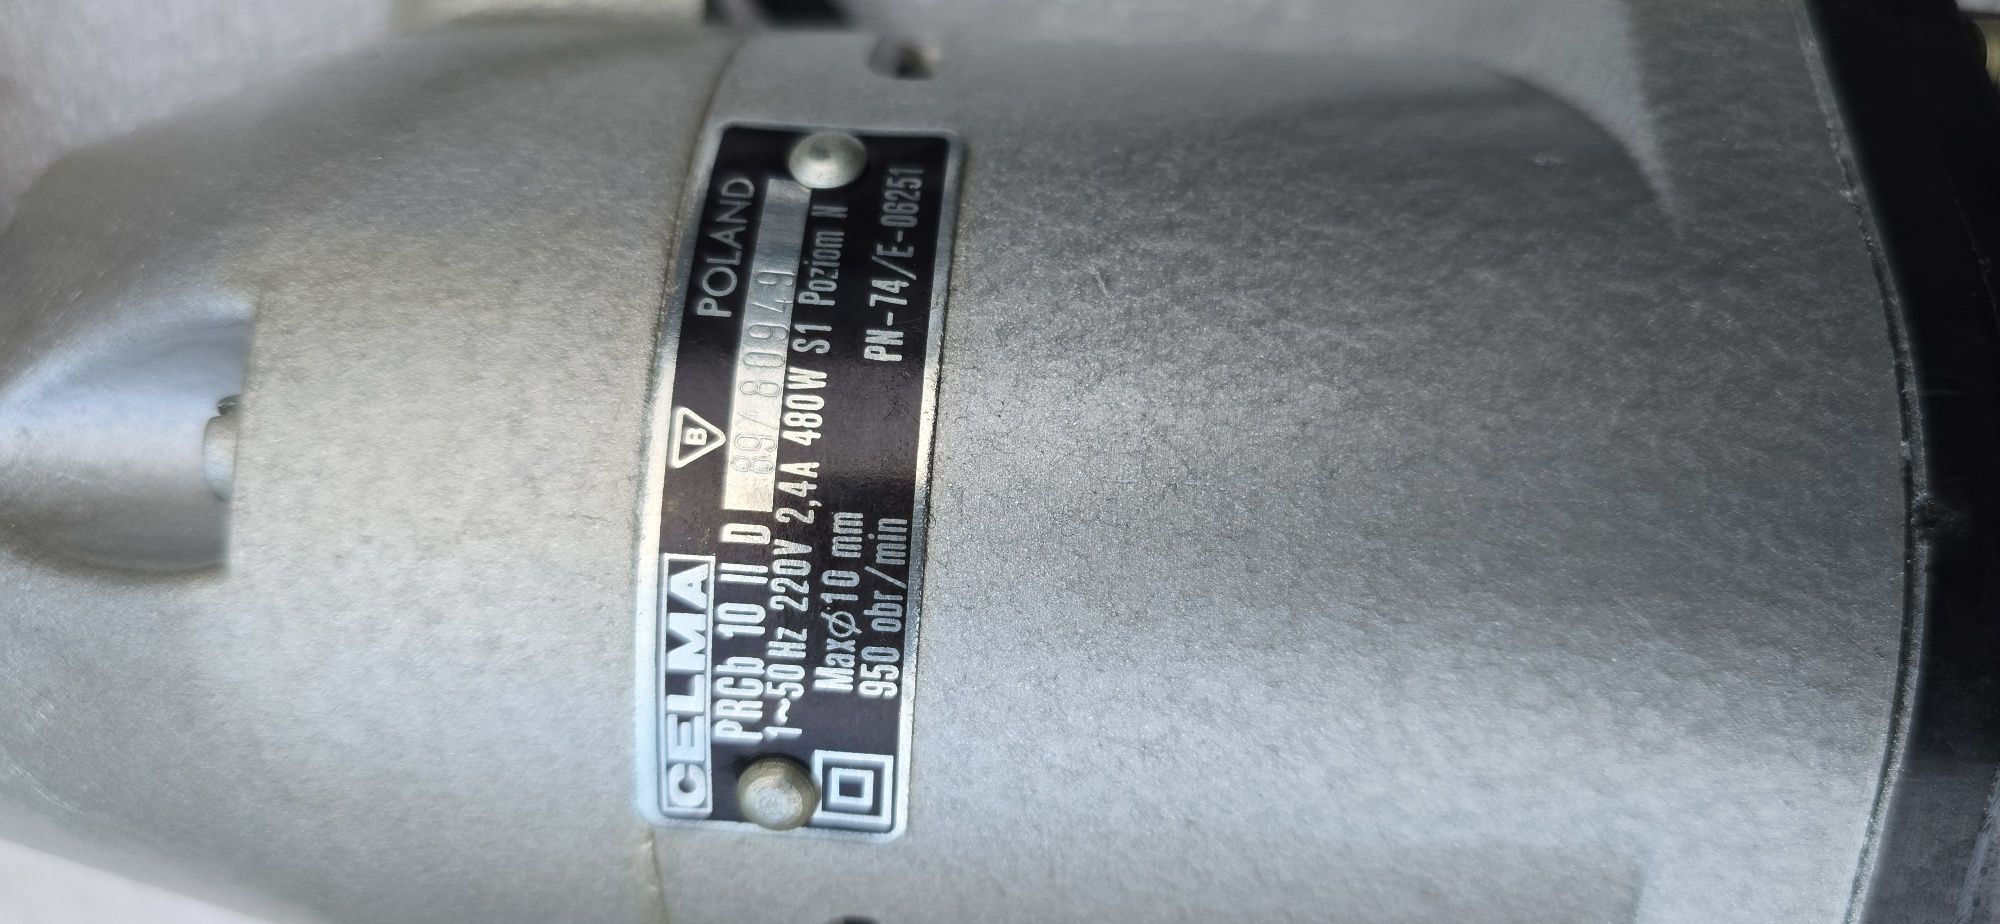 CELMA B POLAND
PRCb 10 II D 89/80949
1~50Hz 220V 2,4A 480W S1 Poziom N
Max⌀10 mm
950 obr/min PN-74/E-06251